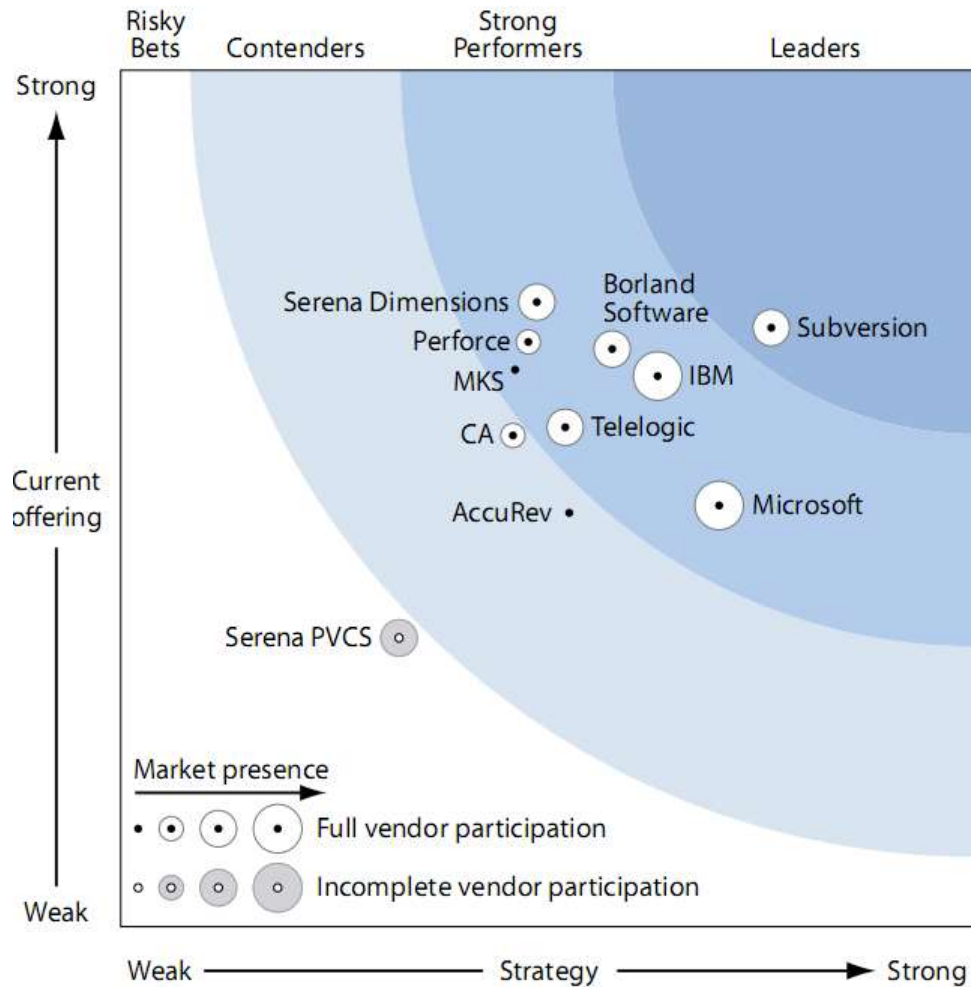 Risky
Bets
Contenders
Strong
Performers
Leaders
Strong
Serena Dimensions
Borland
Software
Subversion
Perforce
MKS
IBM
CA
Telelogic
Current
offering
AccuRev
Microsoft
Serena PVCS
Market presence
Full vendor participation
Incomplete vendor participation
Weak
Weak
Strategy
Strong